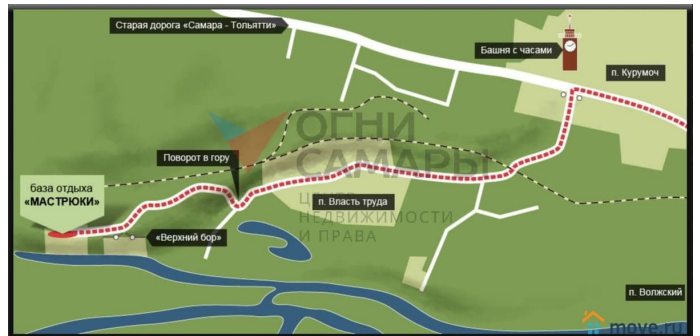 Старая дорога «Самара - Тольятти»
Башня с часами
п. Курумоч
ОГНИ
САМАРЫ
ЦЕНТР
НЕДВИЖИМОСТИ
И ПРАВА
Поворот в гору
база отдыха
«МАСТРЮКИ»
п. Власть труда
«Верхний бор»
п. Волжский
move.ru